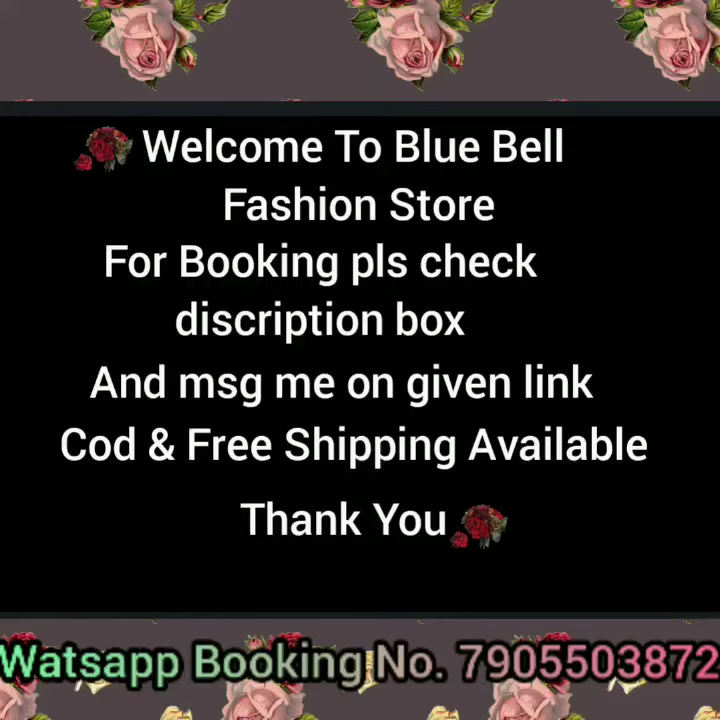 Welcome To Blue Bell
Fashion Store
For Booking pls check
discription box
And msg me on given link
Cod & Free Shipping Available
Thank You
Watsapp Booking No. 7905503872